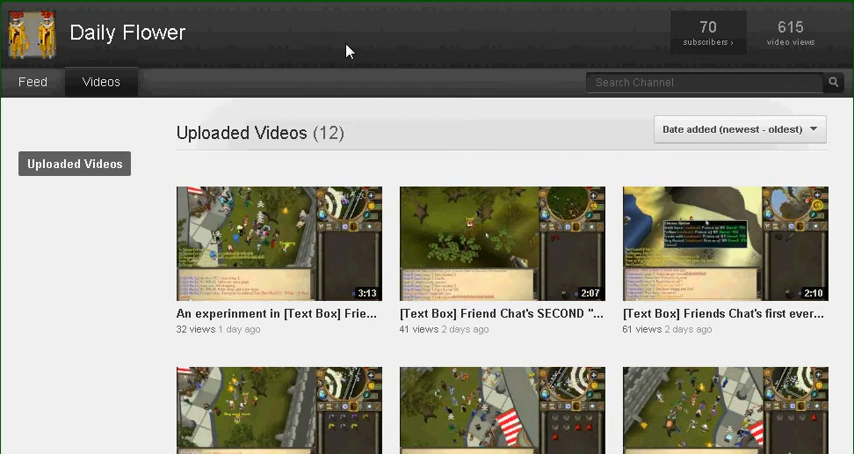 Daily Flower
70
subscribers ›
615
video views
Feed
Videos
Search Channel
Uploaded Videos (12)
Date added (newest - oldest)
Uploaded Videos
3:13
2:07
2:10
An experinment in [Text Box] Frie...
[Text Box] Friend Chat's SECOND "...
[Text Box] Friends Chat's first ever...
32 views 1 day ago
41 views 2 days ago
61 views 2 days ago